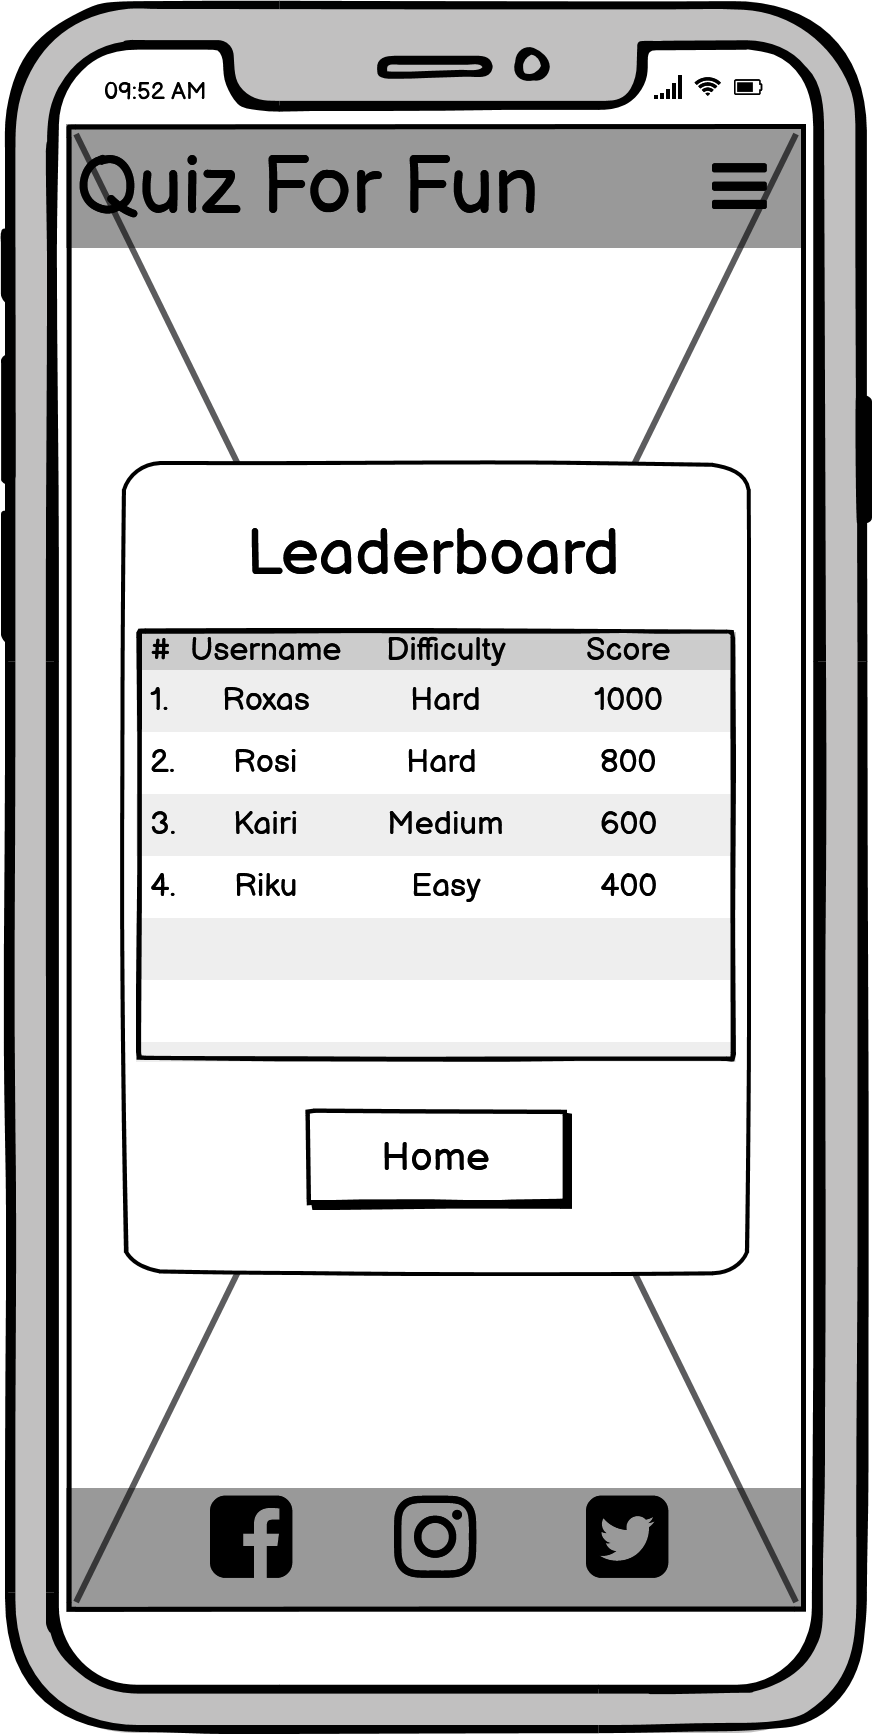 09:52 AM
Quiz For Fun
Leaderboard
# Username Difficulty Score
1. Roxas Hard 1000
2. Rosi Hard 800
3. Kairi Medium 600
4. Riku Easy 400
Home